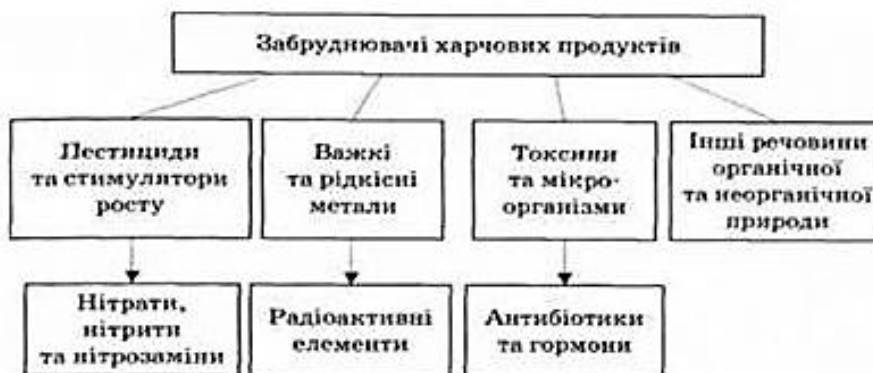 Забруднювачі харчових продуктів
Пестициди
та стимулятори
росту
Важкі
та рідкісні
метали
Токсини
та мікро-
організми
Інші речовини
органічної
та неорганічної
природи
Нітрати,
нітрити
та нітрозаміни
Радіоактивні
елементи
Антибіотики
та гормони